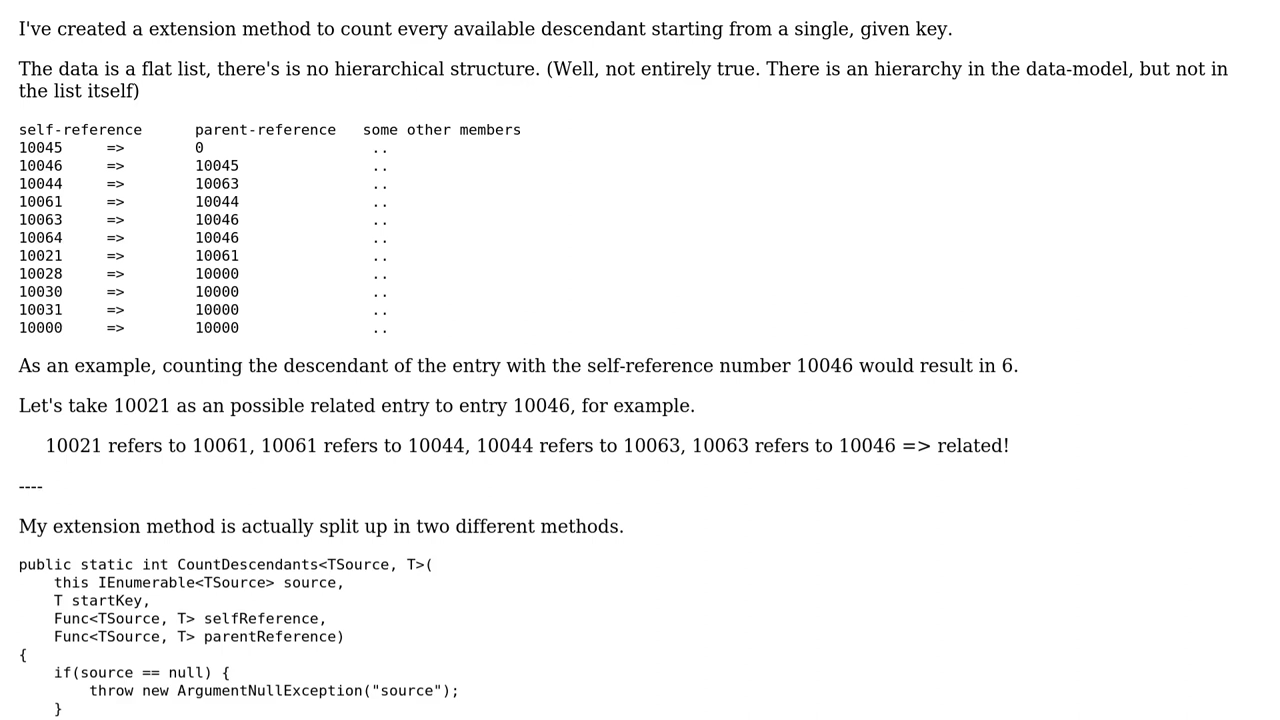 I've created a extension method to count every available descendant starting from a single, given key.
The data is a flat list, there's is no hierarchical structure. (Well, not entirely true. There is an hierarchy in the data-model, but not in
the list itself)
self-reference      parent-reference   some other members
10045     =>        0                   ..
10046     =>        10045               ..
10044     =>        10063               ..
10061     =>        10044               ..
10063     =>        10046               ..
10064     =>        10046               ..
10021     =>        10061               ..
10028     =>        10000               ..
10030     =>        10000               ..
10031     =>        10000               ..
10000     =>        10000               ..
As an example, counting the descendant of the entry with the self-reference number 10046 would result in 6.
Let's take 10021 as an possible related entry to entry 10046, for example.
10021 refers to 10061, 10061 refers to 10044, 10044 refers to 10063, 10063 refers to 10046 => related!
----
My extension method is actually split up in two different methods.
public static int CountDescendants<TSource, T>(
    this IEnumerable<TSource> source,
    T startKey,
    Func<TSource, T> selfReference,
    Func<TSource, T> parentReference)
{
    if(source == null) {
        throw new ArgumentNullException("source");
    }